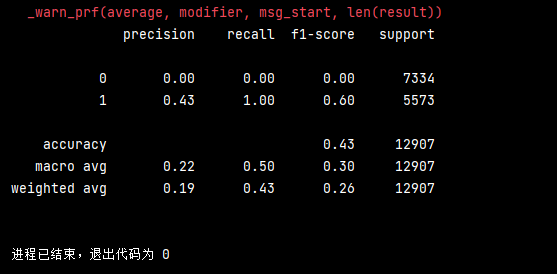 _warn_prf(average, modifier, msg_start, len(result))
precision recall f1-score support
0 0.00 0.00 0.00 7334
1 0.43 1.00 0.60 5573
accuracy 0.43 12907
macro avg 0.22 0.50 0.30 12907
weighted avg 0.19 0.43 0.26 12907
进程已结束,退出代码为 0